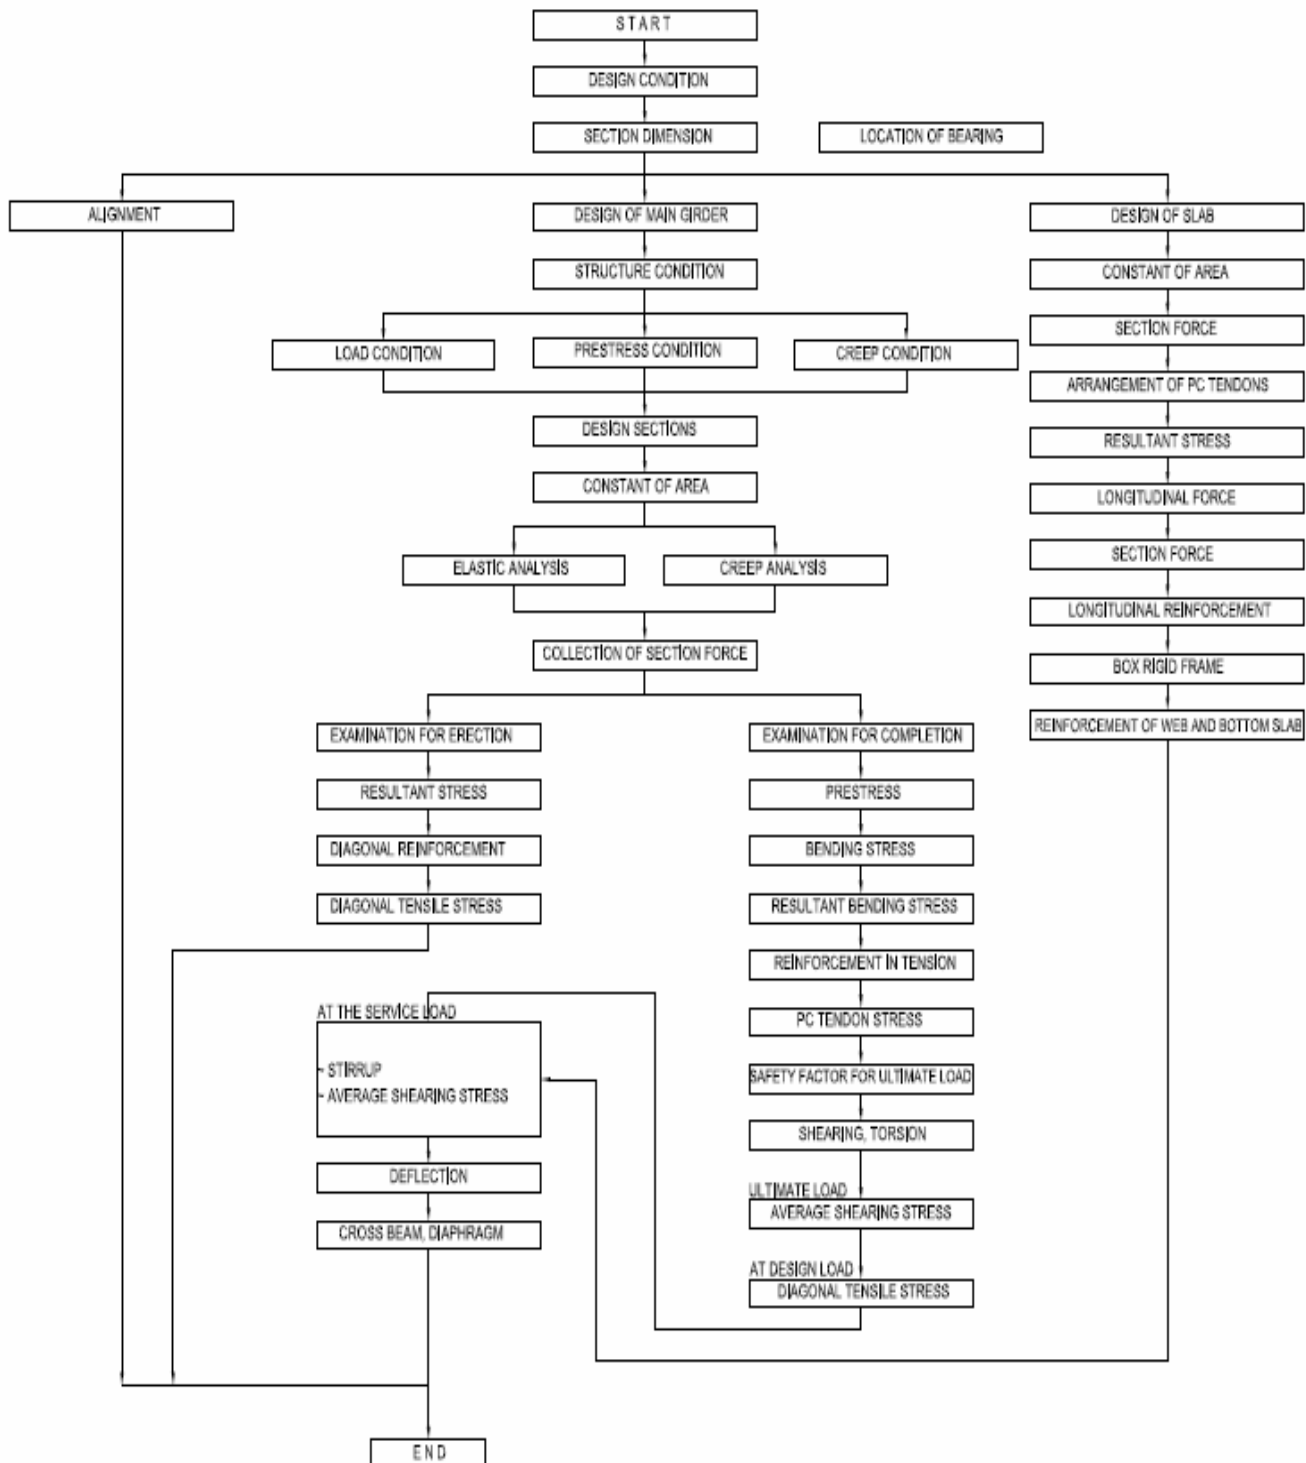 START
DESIGN CONDITION
SECTION DIMENSION
LOCATION OF BEARING
ALIGNMENT
DESIGN OF MAIN GIRDER
DESIGN OF SLAB
STRUCTURE CONDITION
CONSTANT OF AREA
SECTION FORCE
LOAD CONDITION
PRESTRESS CONDITION
CREEP CONDITION
ARRANGEMENT OF PC TENDONS
DESIGN SECTIONS
RESULTANT STRESS
CONSTANT OF AREA
LONGITUDINAL FORCE
ELASTIC ANALYSIS
CREEP ANALYSIS
SECTION FORCE
LONGITUDINAL REINFORCEMENT
COLLECTION OF SECTION FORCE
BOX RIGID FRAME
EXAMINATION FOR ERECTION
EXAMINATION FOR COMPLETION
REINFORCEMENT OF WEB AND BOTTOM SLAB
RESULTANT STRESS
PRESTRESS
DIAGONAL REINFORCEMENT
BENDING STRESS
DIAGONAL TENSILE STRESS
RESULTANT BENDING STRESS
REINFORCEMENT IN TENSION
AT THE SERVICE LOAD
PC TENDON STRESS
- STIRRUP
- AVERAGE SHEARING STRESS
SAFETY FACTOR FOR ULTIMATE LOAD
SHEARING, TORSION
DEFLECTION
ULTIMATE LOAD
AVERAGE SHEARING STRESS
CROSS BEAM, DIAPHRAGM
AT DESIGN LOAD
DIAGONAL TENSILE STRESS
END